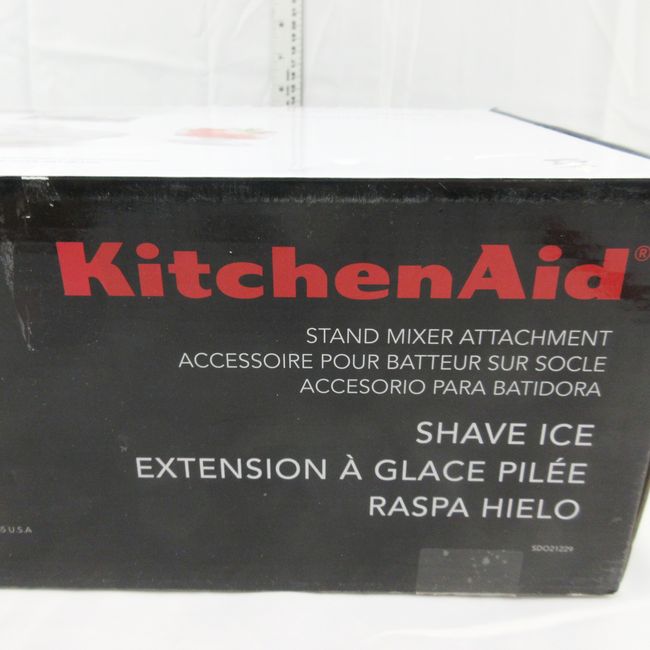 KitchenAid®
STAND MIXER ATTACHMENT
ACCESSOIRE POUR BATTEUR SUR SOCLE
ACCESORIO PARA BATIDORA
SHAVE ICE
EXTENSION À GLACE PILÉE
RASPA HIELO
U.S.A
SDO21229